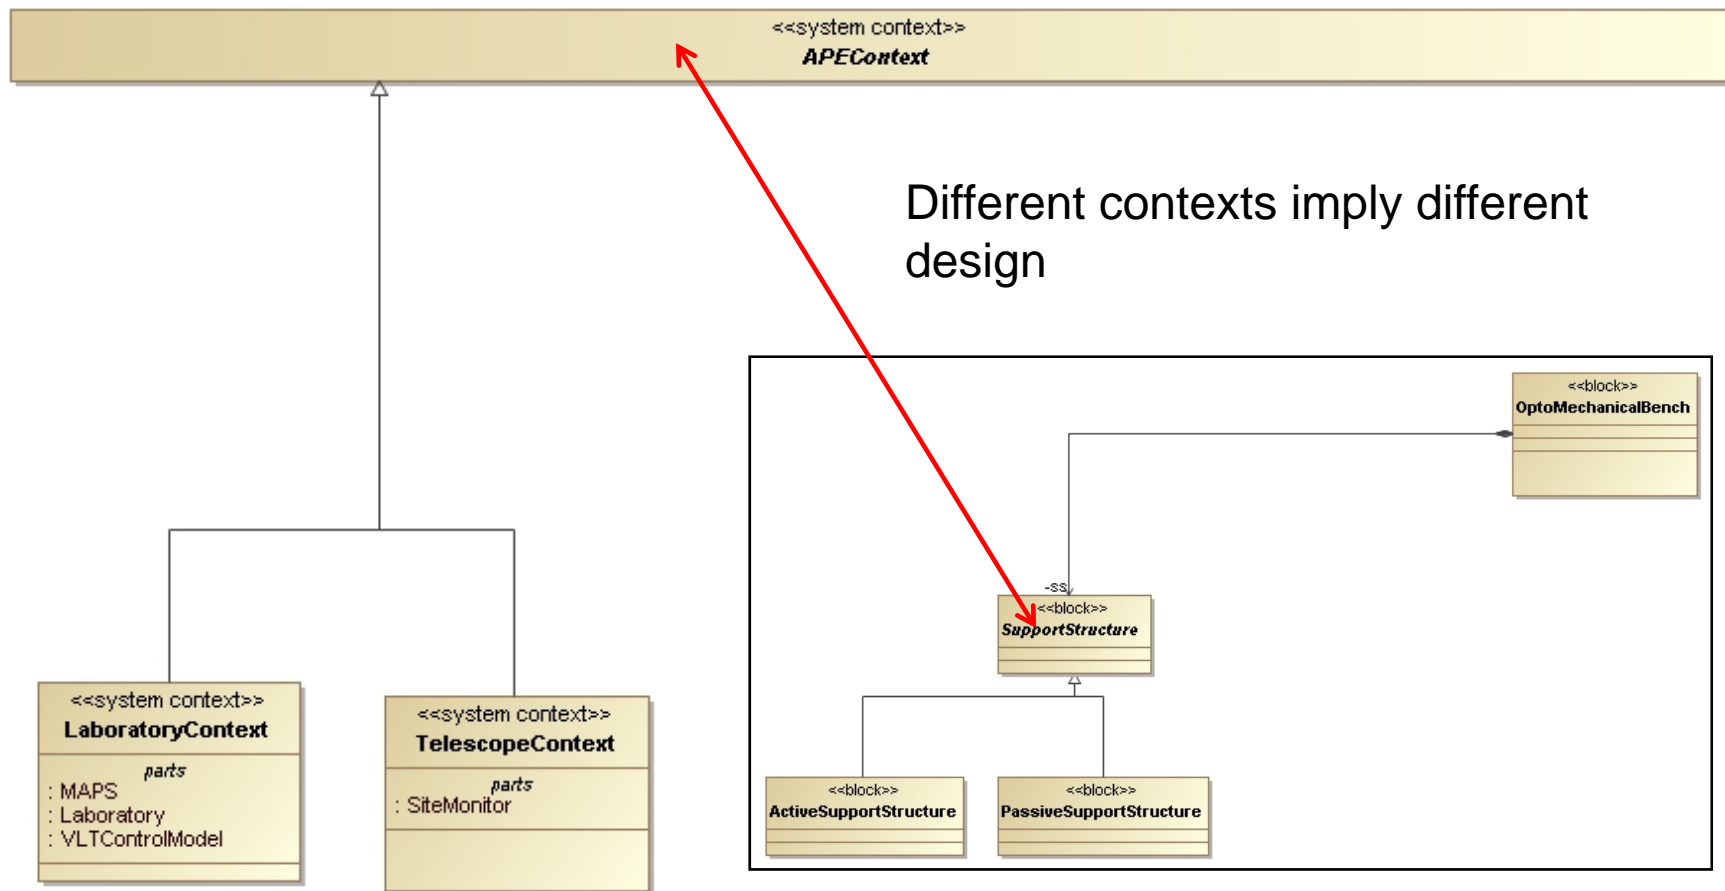 <<system context>>
APEContext
Different contexts imply different
design
<<block>>
OptoMechanicalBench
-ss
<<block>>
SupportStructure
<<system context>>
LaboratoryContext
parts
: MAPS
: Laboratory
: VLTControlModel
<<system context>>
TelescopeContext
parts
: SiteMonitor
<<block>>
ActiveSupportStructure
<<block>>
PassiveSupportStructure